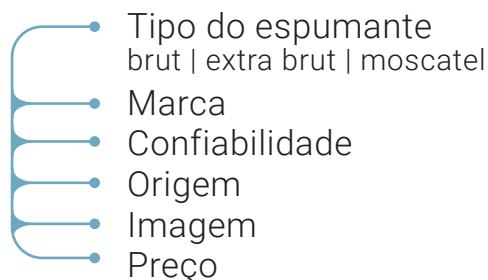 Tipo do espumante
brut | extra brut | moscatel
Marca
Confiabilidade
Origem
Imagem
Preço